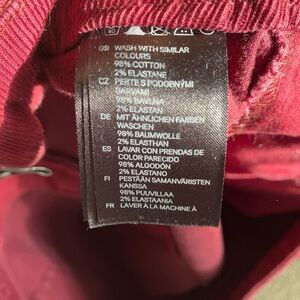 GB WASH WITH SIMILAR
COLOURS
98% COTTON
2% ELASTANE
CZ PERTE S PODOBNÝMI
BARVAMI
98% BAVLNA
2% ELASTAN
DE MIT ÄHNLICHEN FARBEN
WASCHEN
98% BAUMWOLLE
2% ELASTHAN
ES LAVAR CON PRENDAS DE
COLOR PARECIDO
98% ALGODÓN
2% ELASTANO
FI PESTÄÄN SAMANVÄRISTEN
KANSSA
98% PUUVILLAA
2% ELASTAANIA
FR LAVER À LA MACHINE À